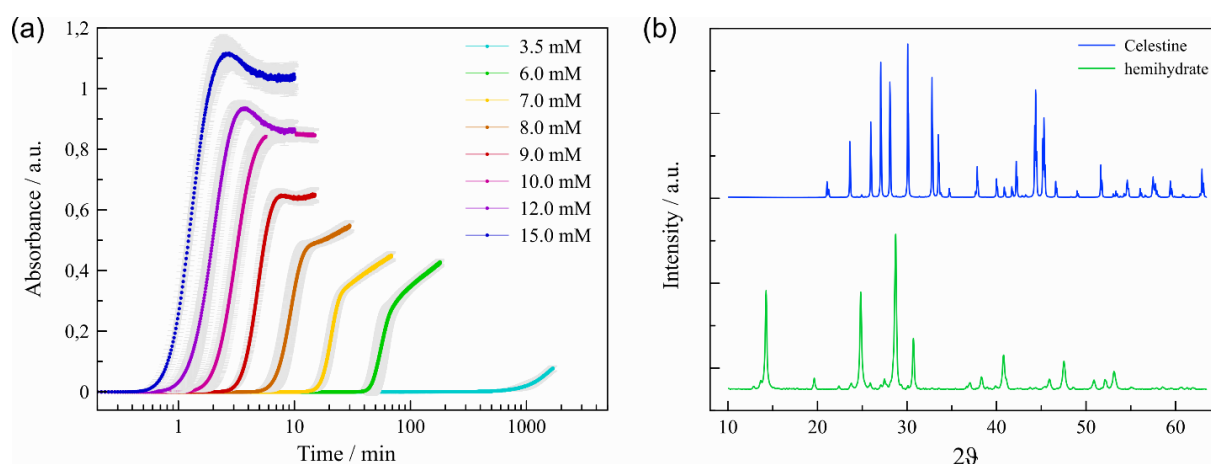 (a)
Absorbance / a.u.
1,2
1
0,8
0,6
0,4
0,2
0
1
10
100
1000
Time / min
3.5 mM
6.0 mM
7.0 mM
8.0 mM
9.0 mM
10.0 mM
12.0 mM
15.0 mM
(b)
Intensity / a.u.
Celestine
hemihydrate
10
20
30
40
50
60
2ϑ